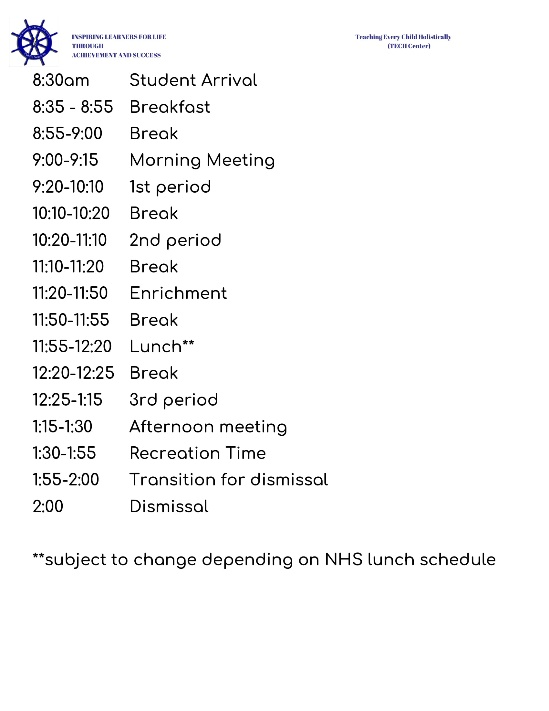 INSPIRING LEARNERS FOR LIFE
THROUGH
ACHIEVEMENT AND SUCCESS
Teaching Every Child Holistically
(TECH Center)
8:30am Student Arrival
8:35 - 8:55 Breakfast
8:55-9:00 Break
9:00-9:15 Morning Meeting
9:20-10:10 1st period
10:10-10:20 Break
10:20-11:10 2nd period
11:10-11:20 Break
11:20-11:50 Enrichment
11:50-11:55 Break
11:55-12:20 Lunch**
12:20-12:25 Break
12:25-1:15 3rd period
1:15-1:30 Afternoon meeting
1:30-1:55 Recreation Time
1:55-2:00 Transition for dismissal
2:00 Dismissal
**subject to change depending on NHS lunch schedule